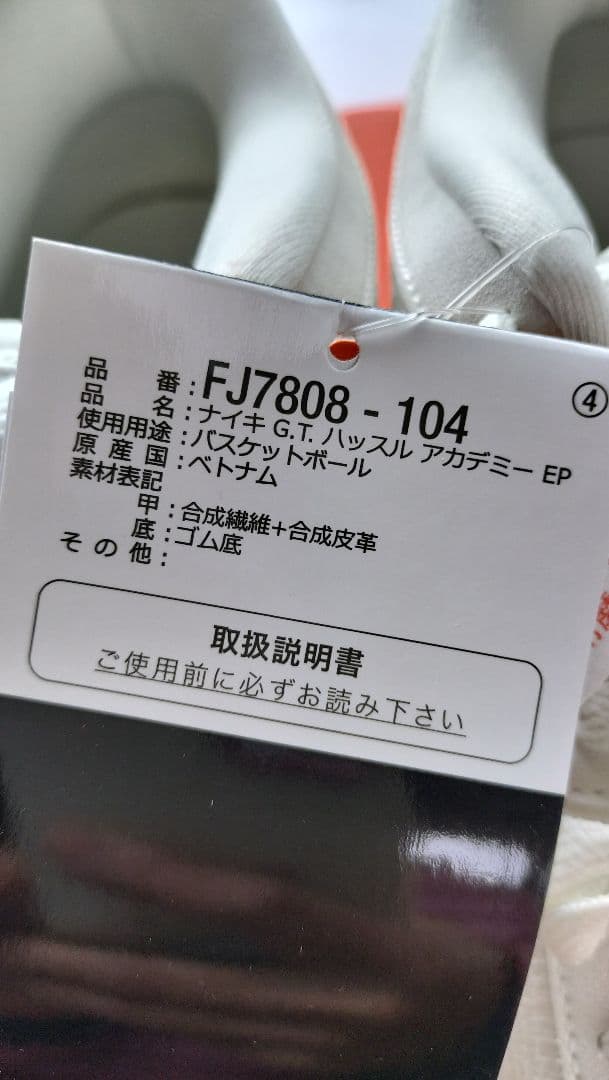 ④
品番:FJ7808-104
品名:ナイキ G.T. ハッスル アカデミー EP
使用用途:バスケットボール
原産国:ベトナム
素材表記
甲:合成繊維+合成皮革
底:ゴム底
その他:
取扱説明書
ご使用前に必ずお読み下さい